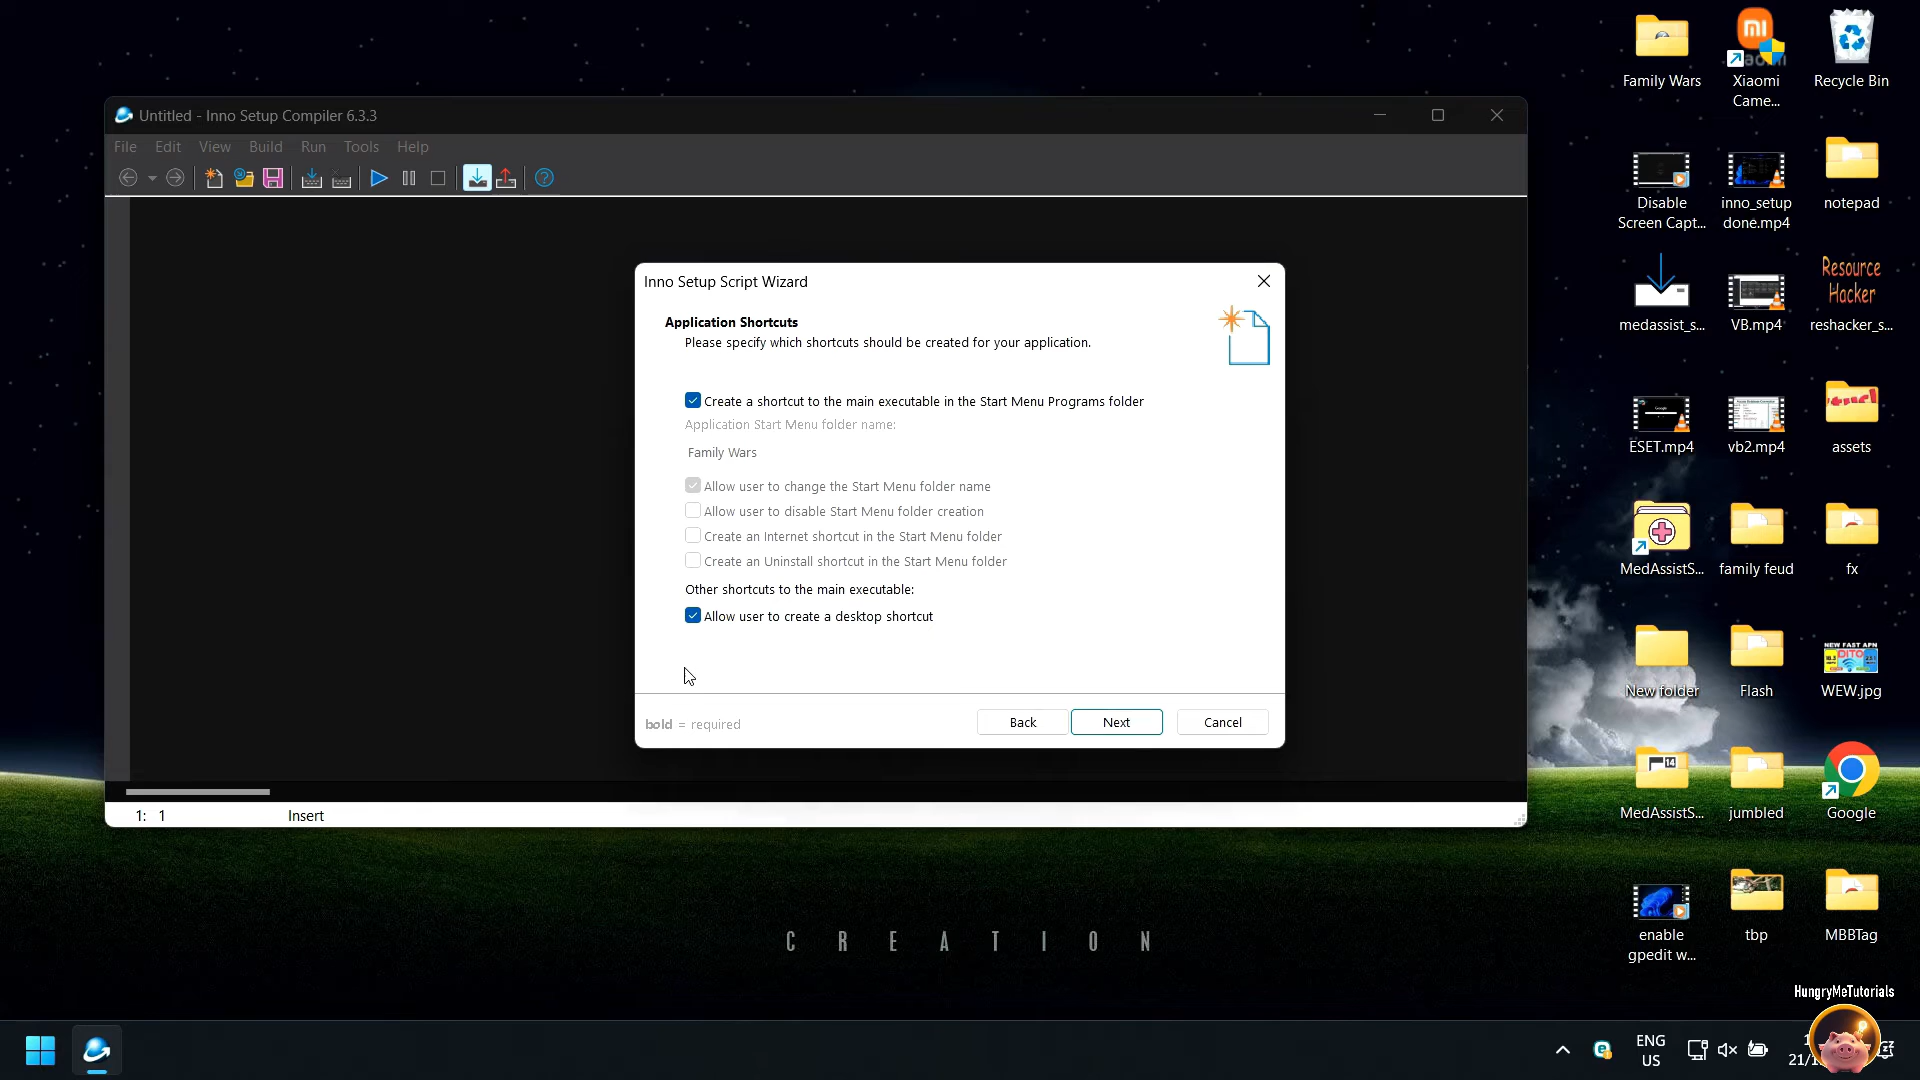 Untitled - Inno Setup Compiler 6.3.3
File Edit View Build Run Tools Help
Inno Setup Script Wizard
Application Shortcuts
Please specify which shortcuts should be created for your application.
Create a shortcut to the main executable in the Start Menu Programs folder
Application Start Menu folder name:
Family Wars
Allow user to change the Start Menu folder name
Allow user to disable Start Menu folder creation
Create an Internet shortcut in the Start Menu folder
Create an Uninstall shortcut in the Start Menu folder
Other shortcuts to the main executable:
Allow user to create a desktop shortcut
bold = required
Back
Next
Cancel
1: 1
Insert
C R E A T I O N
Family Wars
Xiaomi
Came...
Recycle Bin
Disable
Screen Capt...
inno_setup
done.mp4
notepad
Resource
Hacker
medassist_s...
VB.mp4
reshacker_s...
ESET.mp4
vb2.mp4
assets
MedAssistS...
family feud
fx
New folder
Flash
NEW FAST APN
DITO
WEW.jpg
14
MedAssistS...
jumbled
Google
enable
gpedit w...
tbp
MBBTag
HungryMeTutorials
ENG
US